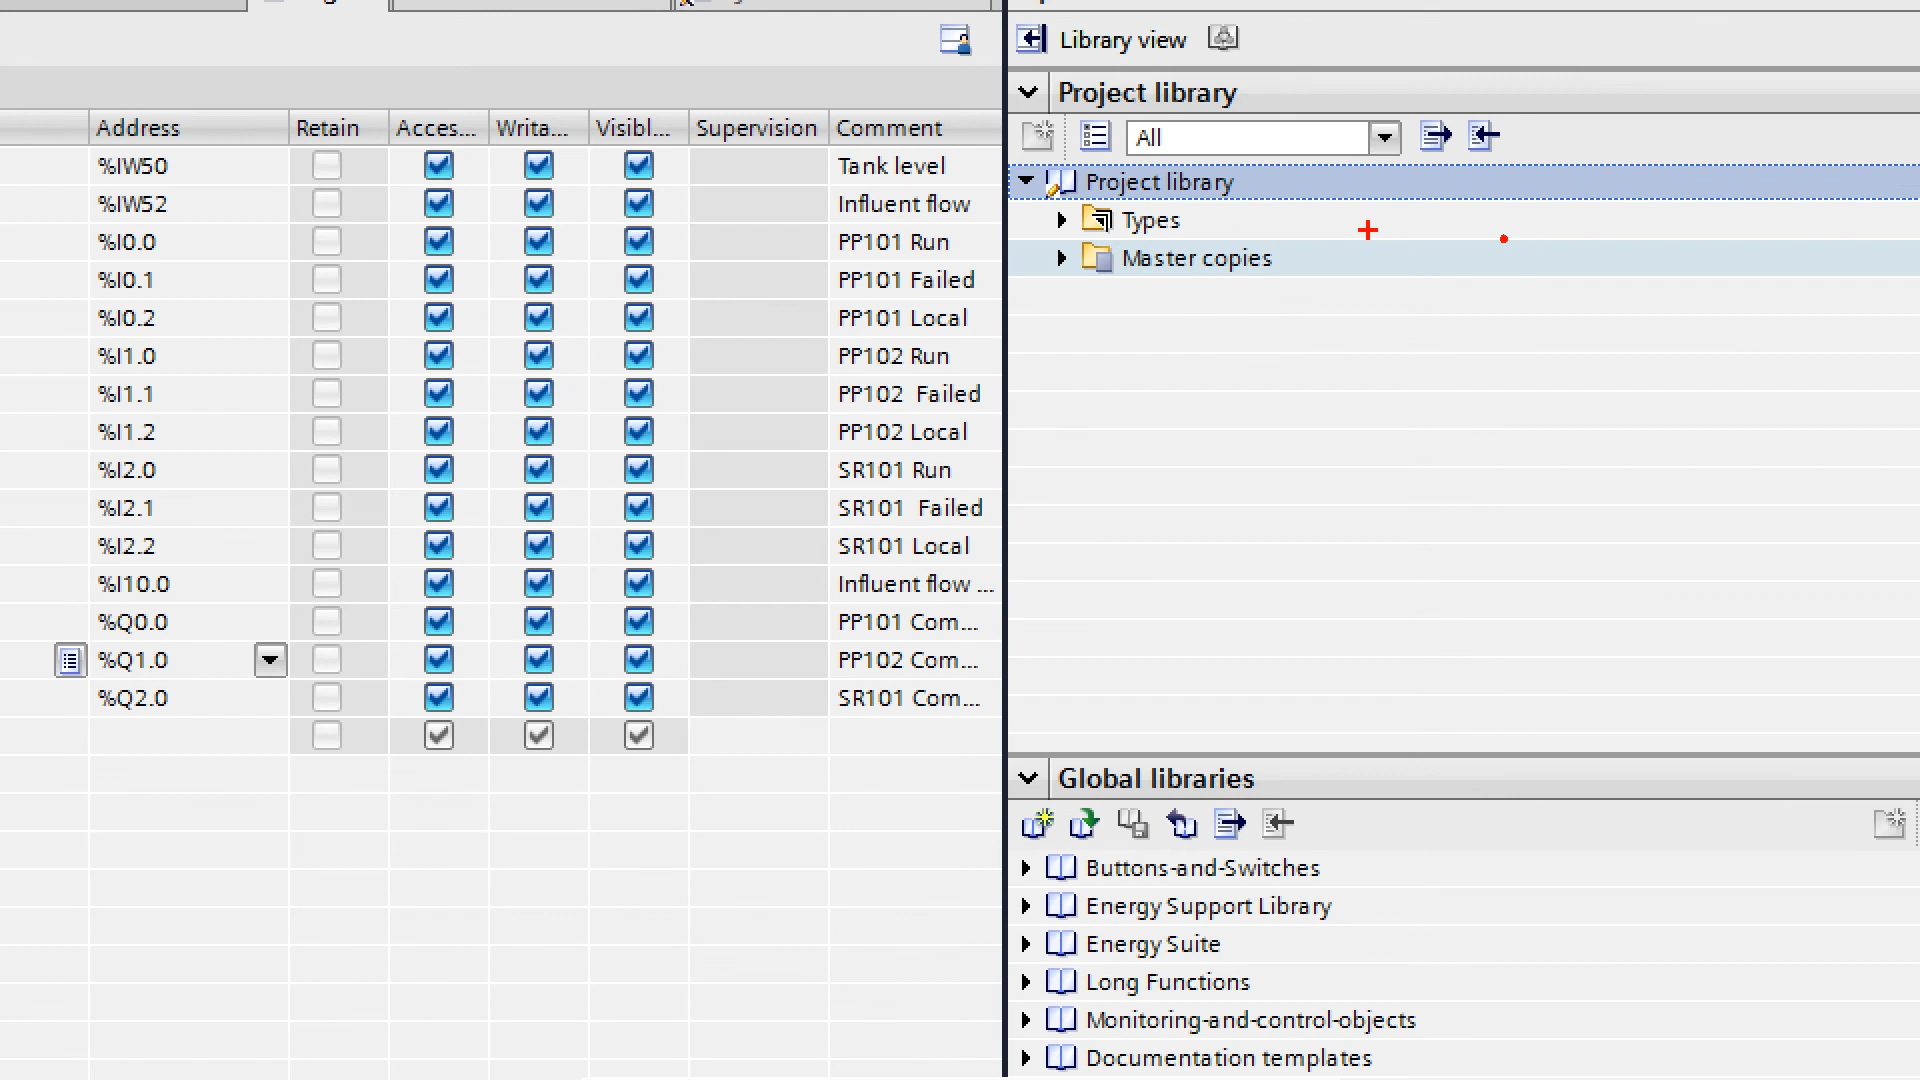 Library view
Project library
All
Project library
Types
Master copies
Address Retain Acces... Writa... Visibl... Supervision Comment
%IW50 Tank level
%IW52 Influent flow
%I0.0 PP101 Run
%I0.1 PP101 Failed
%I0.2 PP101 Local
%I1.0 PP102 Run
%I1.1 PP102  Failed
%I1.2 PP102 Local
%I2.0 SR101 Run
%I2.1 SR101  Failed
%I2.2 SR101 Local
%I10.0 Influent flow ...
%Q0.0 PP101 Com...
%Q1.0 PP102 Com...
%Q2.0 SR101 Com...
Global libraries
Buttons-and-Switches
Energy Support Library
Energy Suite
Long Functions
Monitoring-and-control-objects
Documentation templates